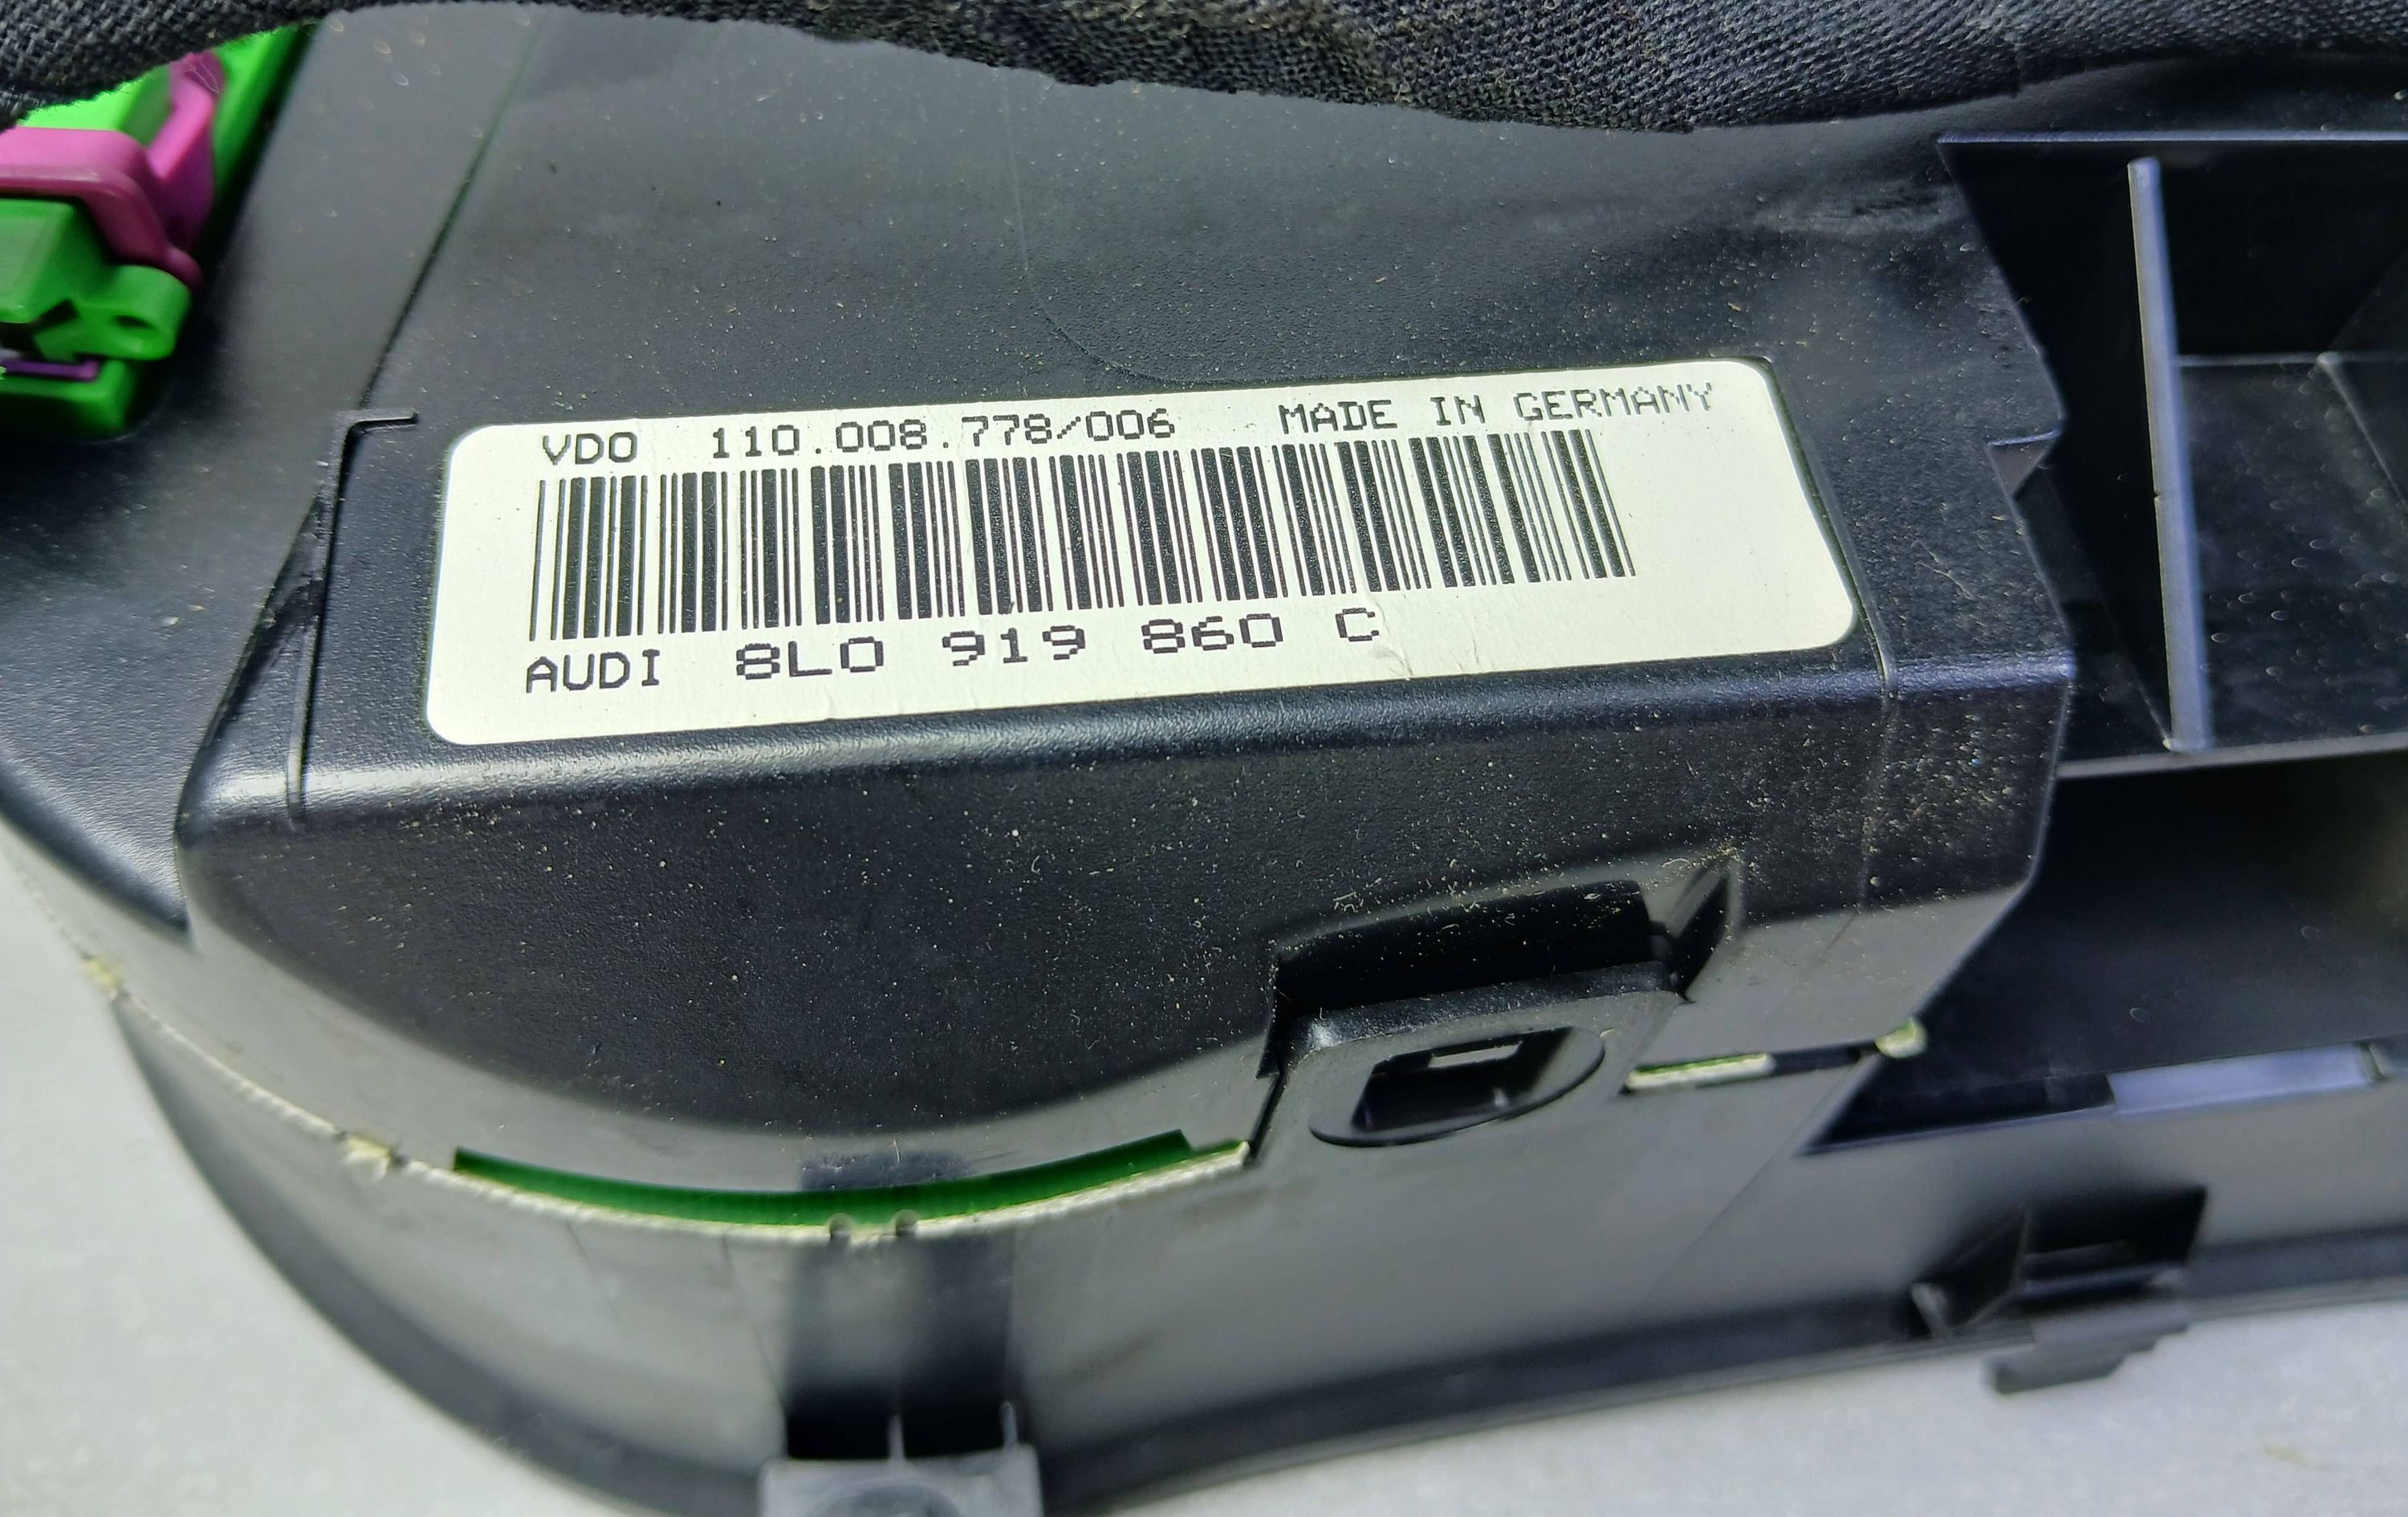 VDO 110.008.778/006 MADE IN GERMANY
AUDI 8L0 919 860 C